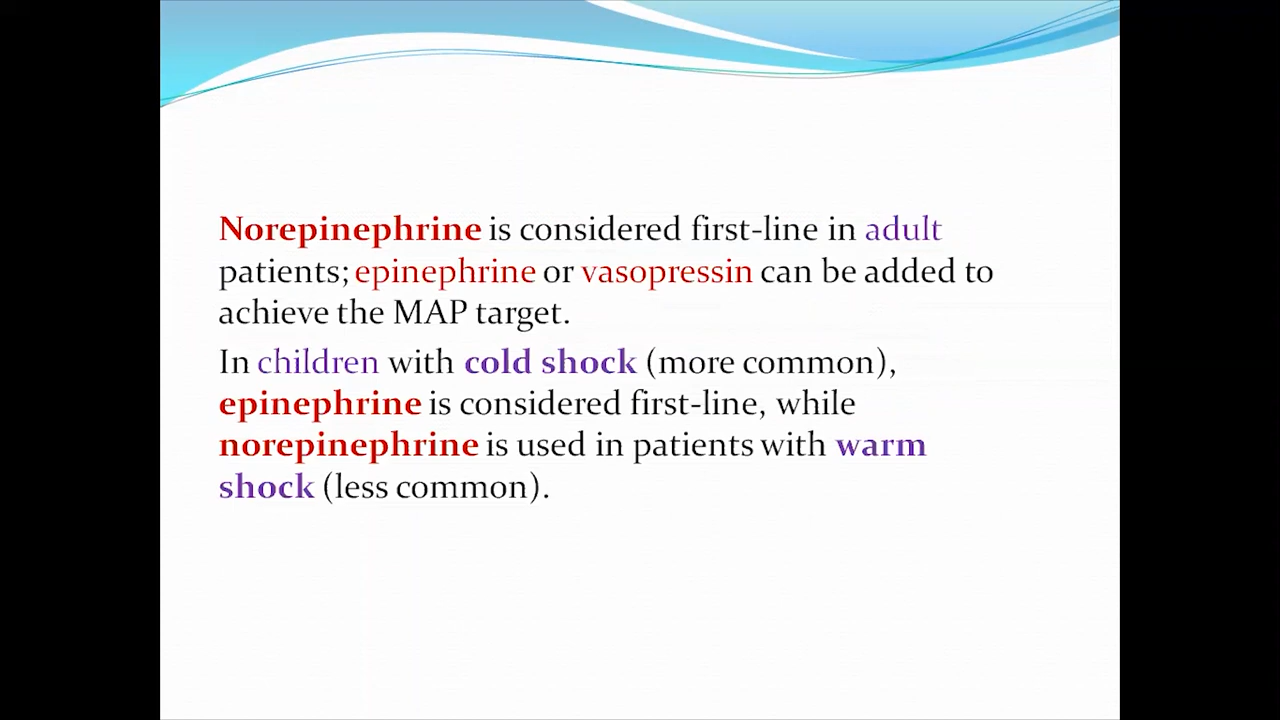 Norepinephrine is considered first-line in adult
patients; epinephrine or vasopressin can be added to
achieve the MAP target.
In children with cold shock (more common),
epinephrine is considered first-line, while
norepinephrine is used in patients with warm
shock (less common).